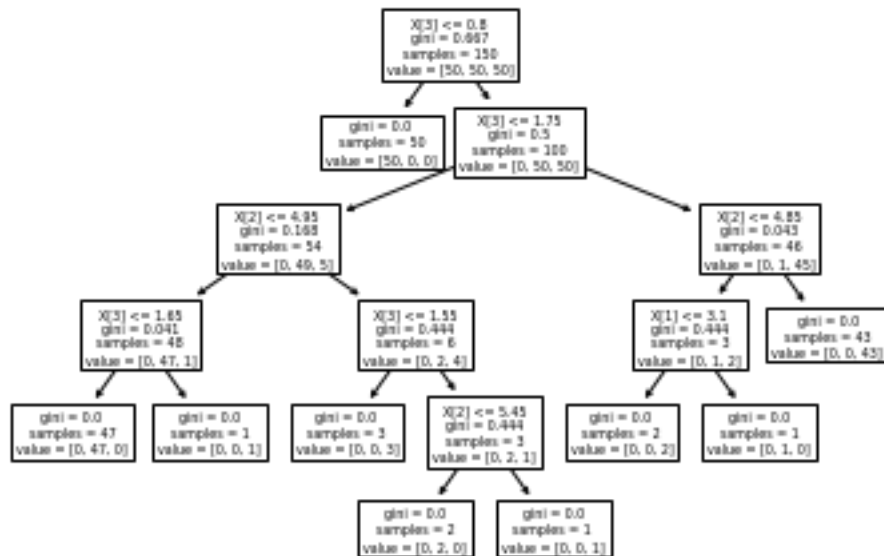 X[3] <= 0.8
gini = 0.667
samples = 150
value = [50, 50, 50]
gini = 0.0
samples = 50
value = [50, 0, 0]
X[3] <= 1.75
gini = 0.5
samples = 100
value = [0, 50, 50]
X[2] <= 4.95
gini = 0.168
samples = 54
value = [0, 49, 5]
X[2] <= 4.85
gini = 0.043
samples = 46
value = [0, 1, 45]
X[3] <= 1.65
gini = 0.041
samples = 48
value = [0, 47, 1]
X[3] <= 1.55
gini = 0.444
samples = 6
value = [0, 2, 4]
X[1] <= 3.1
gini = 0.444
samples = 3
value = [0, 1, 2]
gini = 0.0
samples = 43
value = [0, 0, 43]
gini = 0.0
samples = 47
value = [0, 47, 0]
gini = 0.0
samples = 1
value = [0, 0, 1]
gini = 0.0
samples = 3
value = [0, 0, 3]
X[2] <= 5.45
gini = 0.444
samples = 3
value = [0, 2, 1]
gini = 0.0
samples = 2
value = [0, 0, 2]
gini = 0.0
samples = 1
value = [0, 1, 0]
gini = 0.0
samples = 2
value = [0, 2, 0]
gini = 0.0
samples = 1
value = [0, 0, 1]